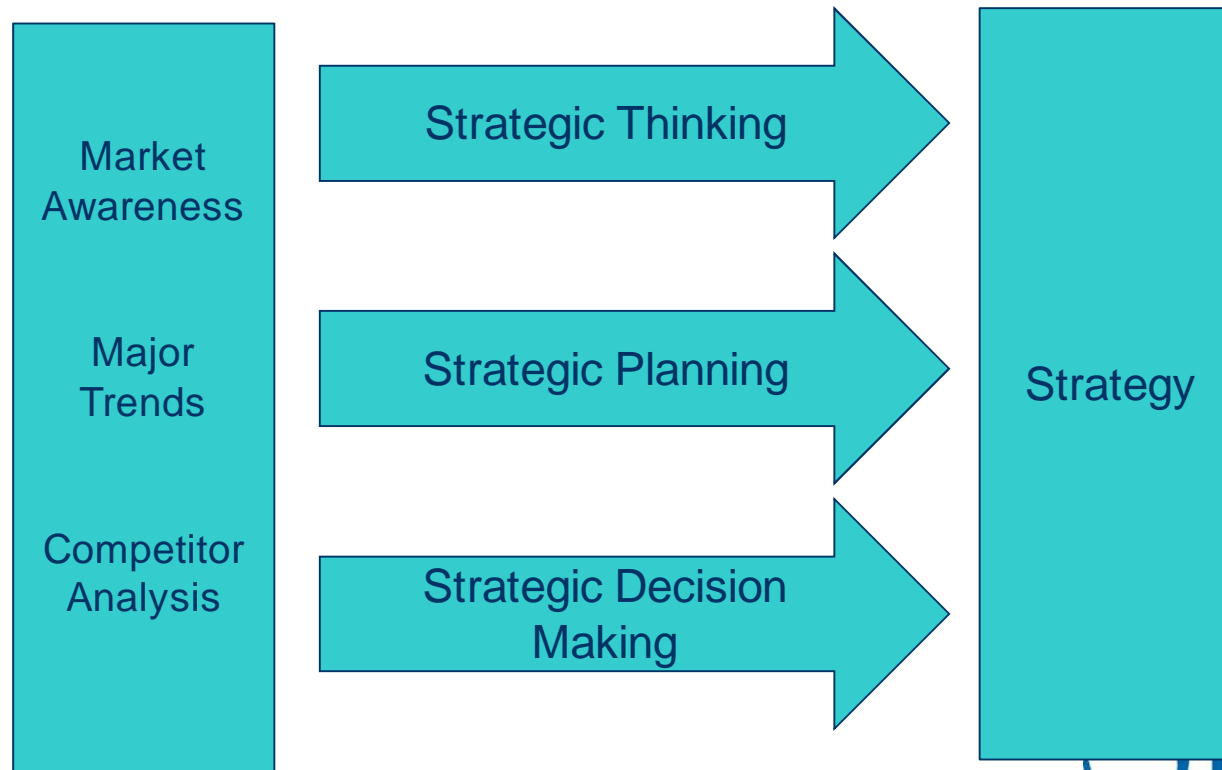 Market
Awareness
Major
Trends
Competitor
Analysis
Strategic Thinking
Strategic Planning
Strategic Decision
Making
Strategy